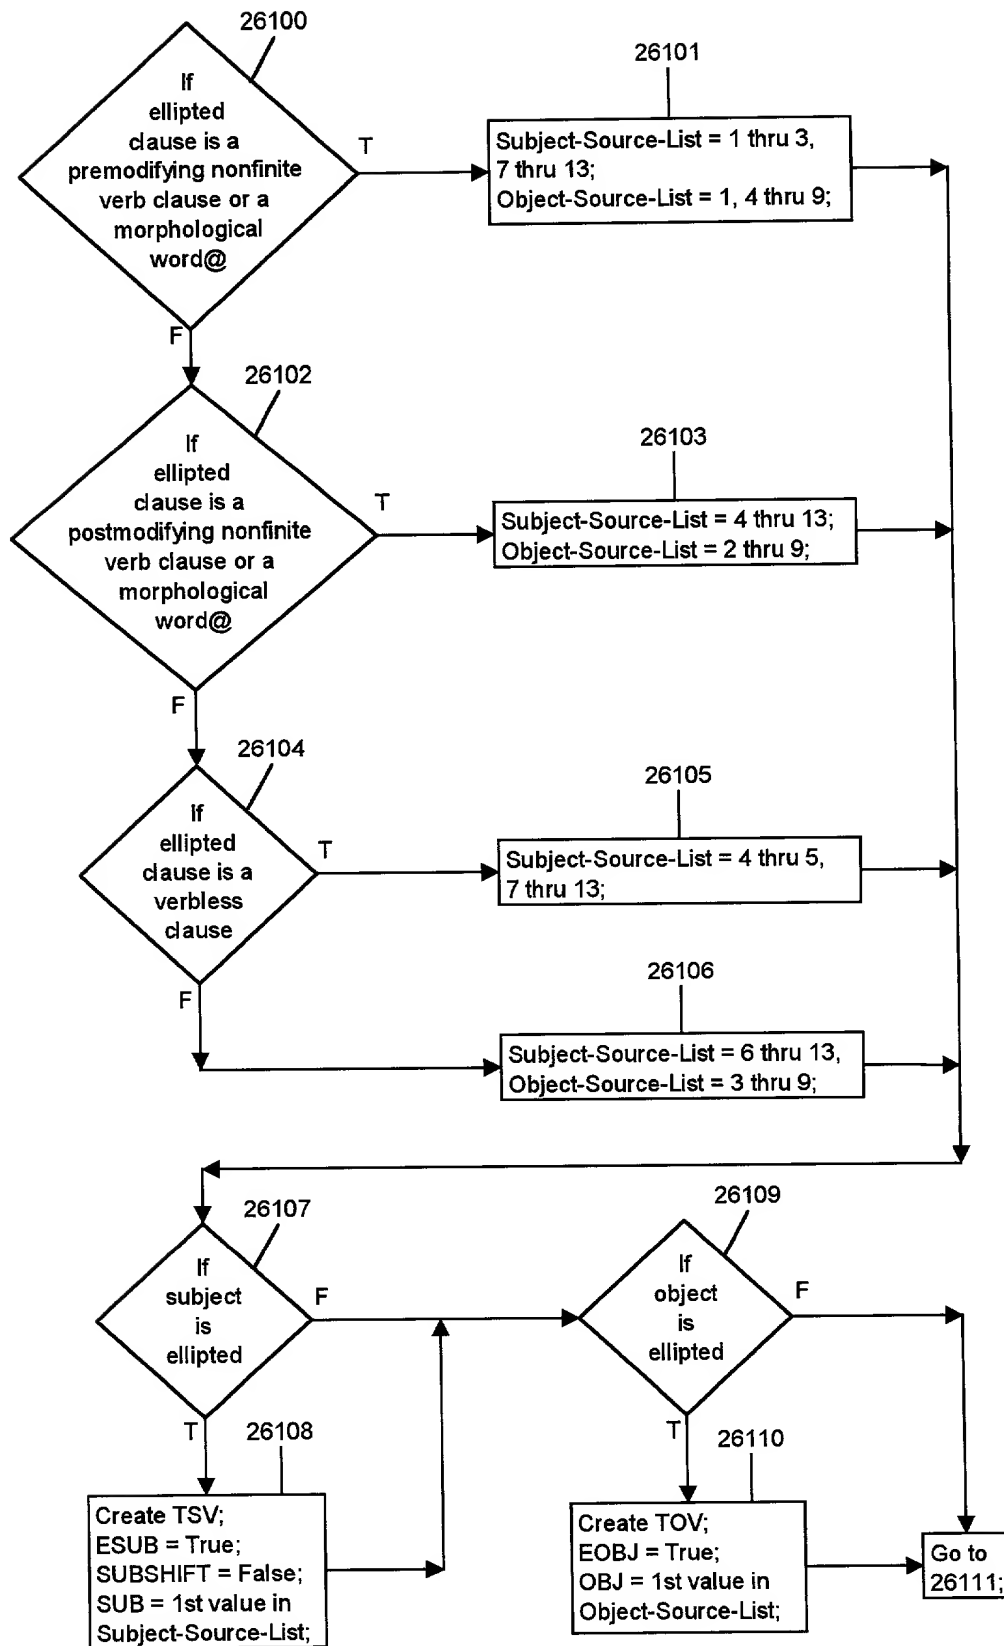 26100
If
ellipted
clause is a
premodifying nonfinite
verb clause or a
morphological
word@
T
F
26101
Subject-Source-List = 1 thru 3,
7 thru 13;
Object-Source-List = 1, 4 thru 9;
26102
If
ellipted
clause is a
postmodifying nonfinite
verb clause or a
morphological
word@
T
F
26103
Subject-Source-List = 4 thru 13;
Object-Source-List = 2 thru 9;
26104
If
ellipted
clause is a
verbless
clause
T
F
26105
Subject-Source-List = 4 thru 5,
7 thru 13;
26106
Subject-Source-List = 6 thru 13,
Object-Source-List = 3 thru 9;
26107
If
subject
is
ellipted
F
T
26108
Create TSV;
ESUB = True;
SUBSHIFT = False;
SUB = 1st value in
Subject-Source-List;
26109
If
object
is
ellipted
F
T
26110
Create TOV;
EOBJ = True;
OBJ = 1st value in
Object-Source-List;
Go to
26111;